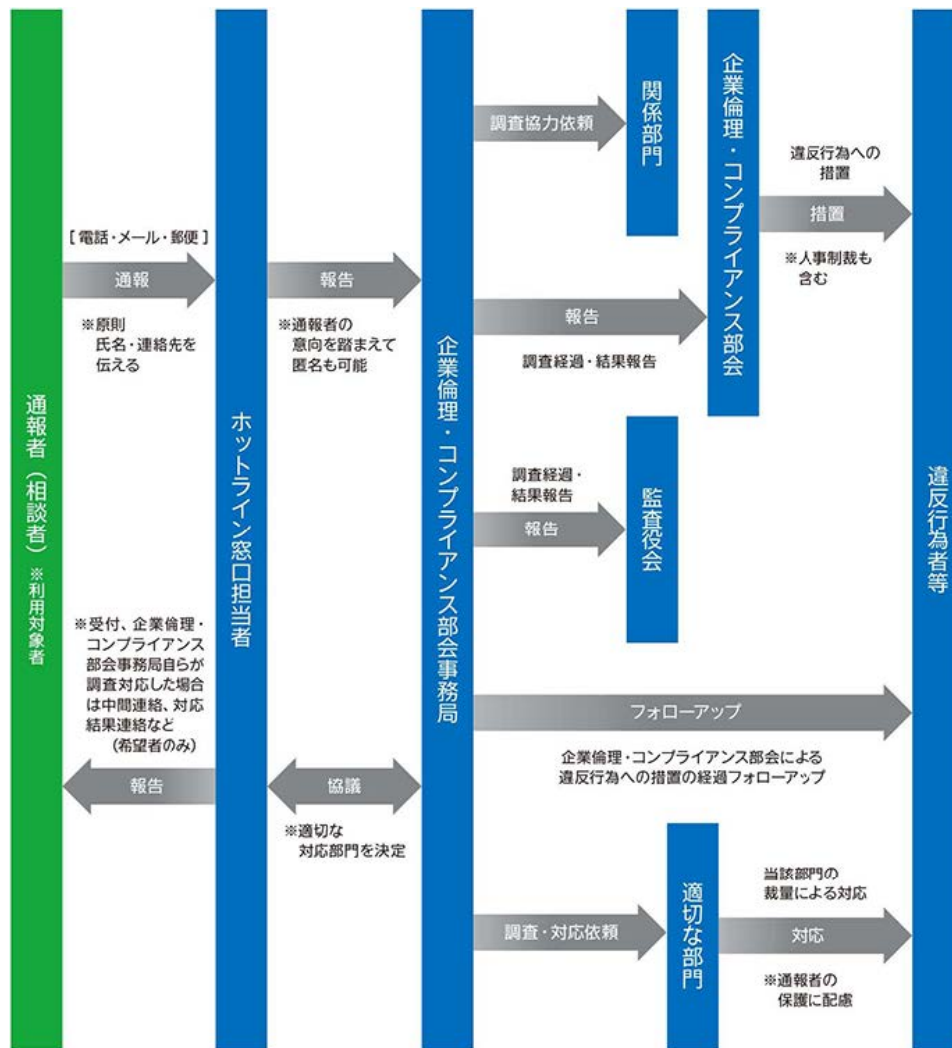 通報者（相談者）※利用対象者
[ 電話・メール・郵便 ]
通報
※原則
氏名・連絡先を
伝える
※受付、企業倫理・
コンプライアンス
部会事務局自らが
調査対応した場合
は中間連絡、対応
結果連絡など
（希望者のみ）
報告
ホットライン窓口担当者
報告
※通報者の
意向を踏まえて
匿名も可能
協議
※適切な
対応部門を決定
企業倫理・コンプライアンス部会事務局
調査協力依頼
関係部門
報告
調査経過・結果報告
企業倫理・コンプライアンス部会
違反行為への
措置
措置
※人事制裁も
含む
調査経過・
結果報告
報告
監査役会
フォローアップ
企業倫理・コンプライアンス部会による
違反行為への措置の経過フォローアップ
調査・対応依頼
適切な部門
当該部門の
裁量による対応
対応
※通報者の
保護に配慮
違反行為者等